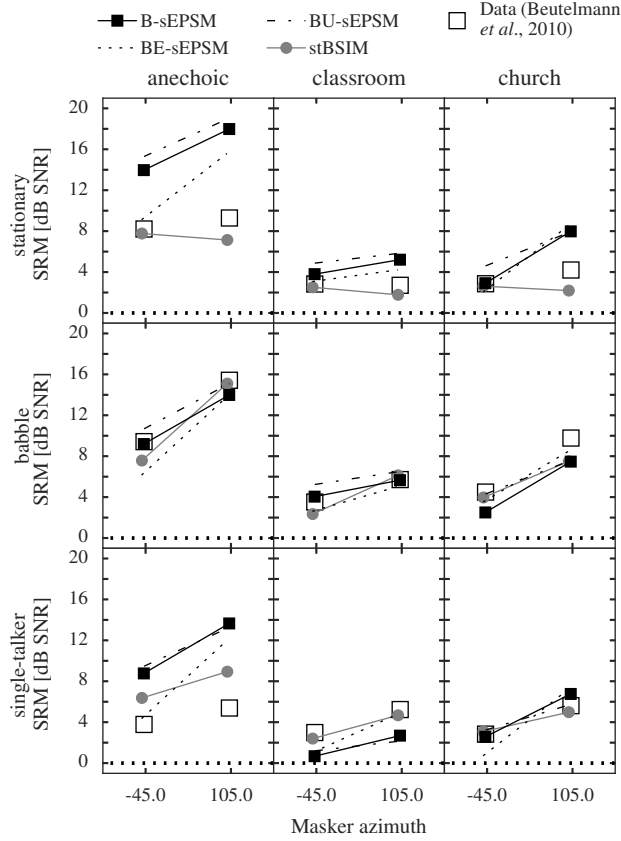 B-sEPSM
BU-sEPSM
Data (Beutelmann
et al., 2010)
BE-sEPSM
stBSIM
anechoic
classroom
church
stationary
SRM [dB SNR]
20
16
12
8
4
0
babble
SRM [dB SNR]
20
16
12
8
4
0
single-talker
SRM [dB SNR]
20
16
12
8
4
0
-45.0 105.0 -45.0 105.0 -45.0 105.0
Masker azimuth